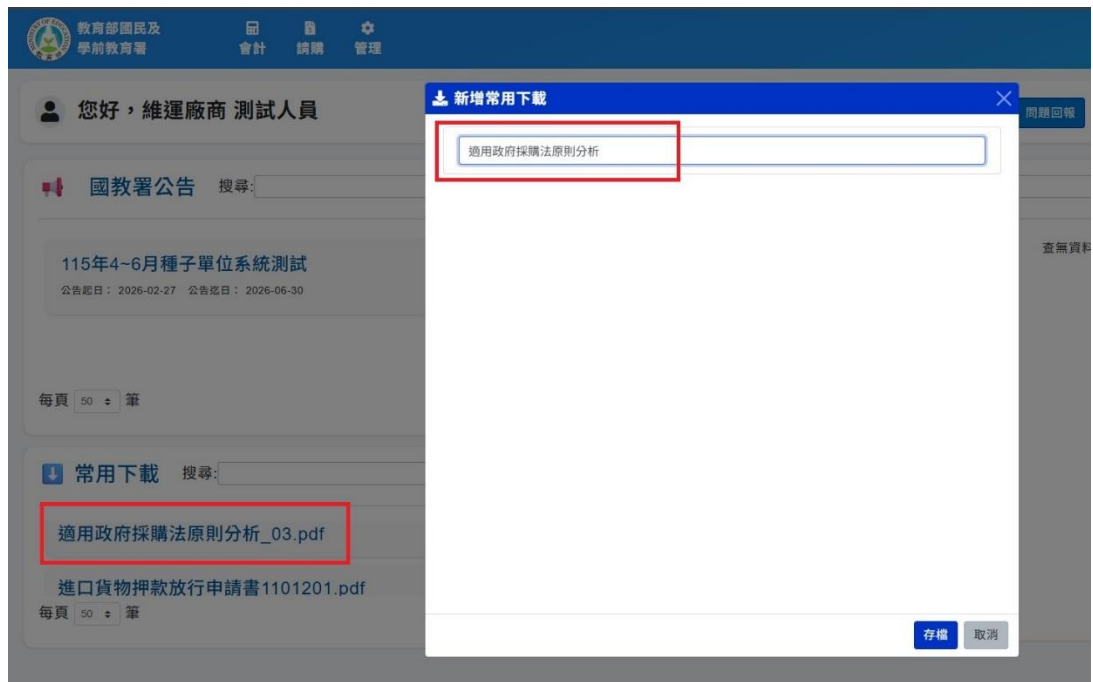 教育部國民及
學前教育署
會計
請購
管理
您好，維運廠商 測試人員
問題回報
國教署公告 搜尋:
查無資料
115年4~6月種子單位系統測試
公告起日： 2026-02-27 公告迄日： 2026-06-30
每頁 50 筆
常用下載 搜尋:
適用政府採購法原則分析_03.pdf
進口貨物押款放行申請書1101201.pdf
每頁 50 筆
新增常用下載
適用政府採購法原則分析
存檔 取消